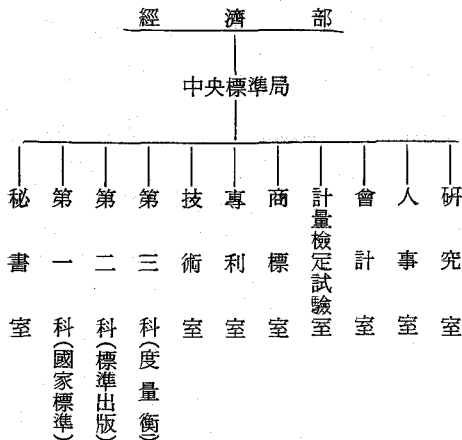 經濟部
中央標準局
秘書室
第一科(國家標準)
第二科(標準出版)
第三科(度量衡)
技術室
專利室
商標室
計量檢定試驗室
會計室
人事室
研究室